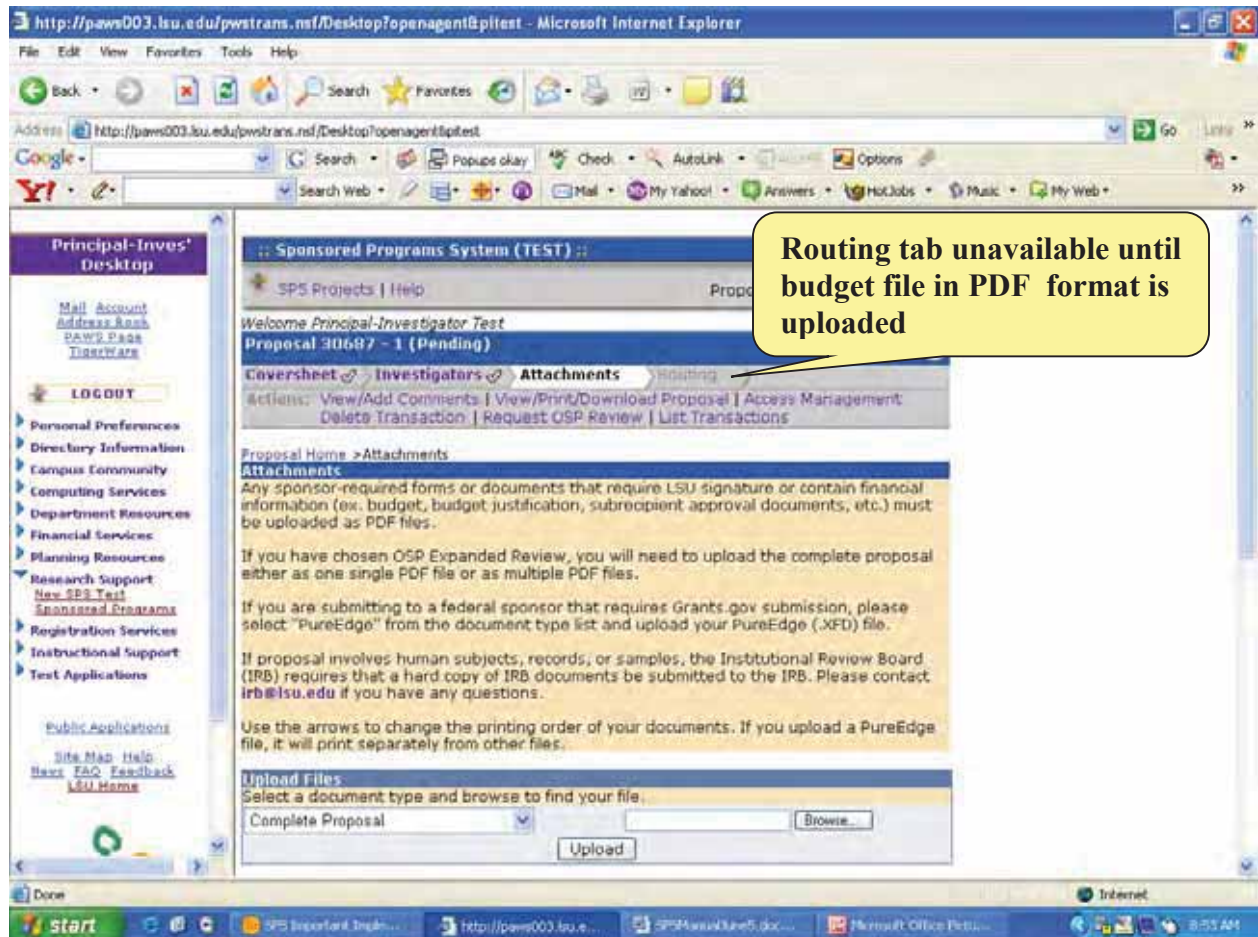 http://paws003.lsu.edu/pwstrans.nsf/Desktop?openagent&pitest - Microsoft Internet Explorer
File Edit View Favorites Tools Help
Back Search Favorites
Address http://paws003.lsu.edu/pwstrans.nsf/Desktop?openagent&pitest Go Links »
Google Search Popups okay Check AutoLink Options
Y! Search Web Mail My Yahoo! Answers HotJobs Music My Web »
Routing tab unavailable until
budget file in PDF format is
uploaded
Principal-Inves'
Desktop
Mail Account
Address Book
PAWS Page
TigerWare
LOGOUT
Personal Preferences
Directory Information
Campus Community
Computing Services
Department Resources
Financial Services
Planning Resources
Research Support
New SPS Test
Sponsored Programs
Registration Services
Instructional Support
Test Applications
Public Applications
Site Map Help
News FAQ Feedback
LSU Home
:: Sponsored Programs System (TEST) ::
SPS Projects | Help Propo
Welcome Principal-Investigator Test
Proposal 30687 - 1 (Pending)
Coversheet Investigators Attachments Routing
Actions: View/Add Comments | View/Print/Download Proposal | Access Management
Delete Transaction | Request OSP Review | List Transactions
Proposal Home >Attachments
Attachments
Any sponsor-required forms or documents that require LSU signature or contain financial
information (ex. budget, budget justification, subrecipient approval documents, etc.) must
be uploaded as PDF files.
If you have chosen OSP Expanded Review, you will need to upload the complete proposal
either as one single PDF file or as multiple PDF files.
If you are submitting to a federal sponsor that requires Grants.gov submission, please
select "PureEdge" from the document type list and upload your PureEdge (.XFD) file.
If proposal involves human subjects, records, or samples, the Institutional Review Board
(IRB) requires that a hard copy of IRB documents be submitted to the IRB. Please contact
irb@lsu.edu if you have any questions.
Use the arrows to change the printing order of your documents. If you upload a PureEdge
file, it will print separately from other files.
Upload Files
Select a document type and browse to find your file.
Complete Proposal Browse...
Upload
Done Internet
start SPS Important Imple... http://paws003.lsu.e... SPSManualJune5.doc... Microsoft Office 8:53 AM